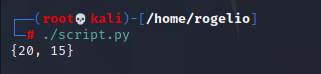 ┌──(root💀kali)-[/home/rogelio]
└─# ./script.py
{20, 15}